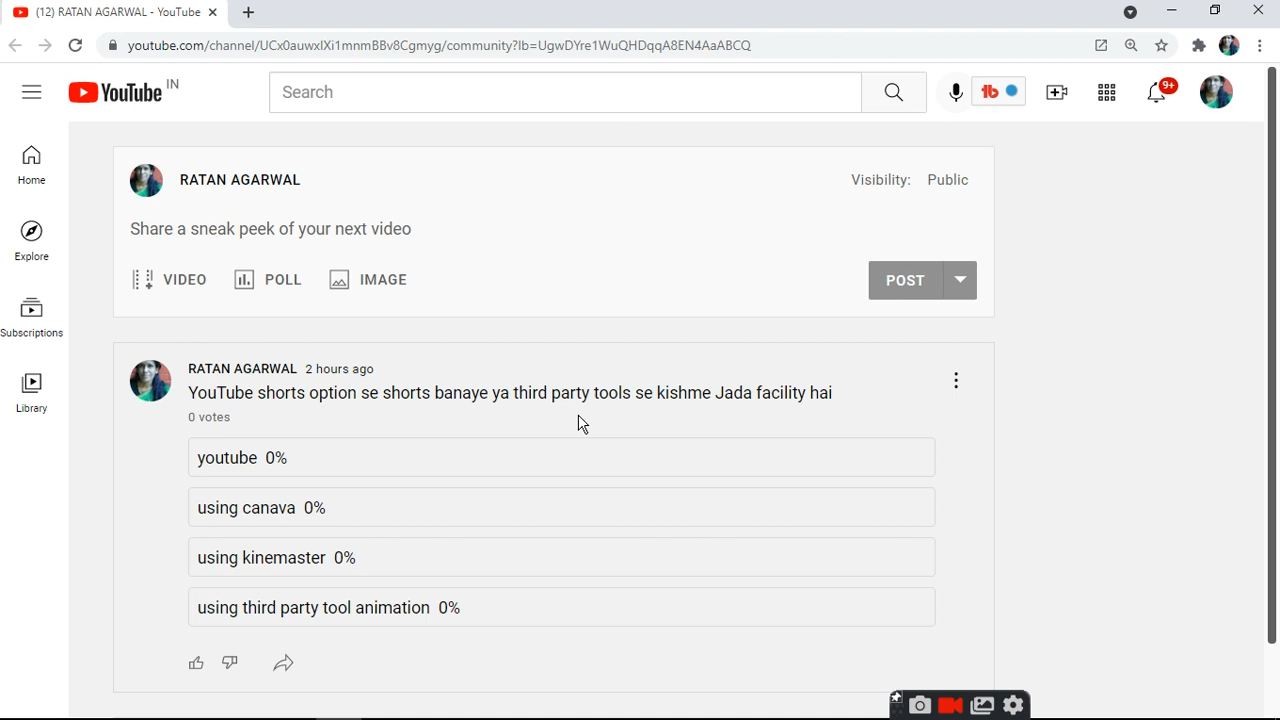 (12) RATAN AGARWAL - YouTube
youtube.com/channel/UCx0auwxlXi1mnmBBv8Cgmyg/community?lb=UgwDYre1WuQHDqqA8EN4AaABCQ
YouTube IN
Search
9+
Home
Explore
Subscriptions
Library
RATAN AGARWAL
Visibility: Public
Share a sneak peek of your next video
VIDEO POLL IMAGE
POST
RATAN AGARWAL 2 hours ago
YouTube shorts option se shorts banaye ya third party tools se kishme Jada facility hai
0 votes
youtube 0%
using canava 0%
using kinemaster 0%
using third party tool animation 0%